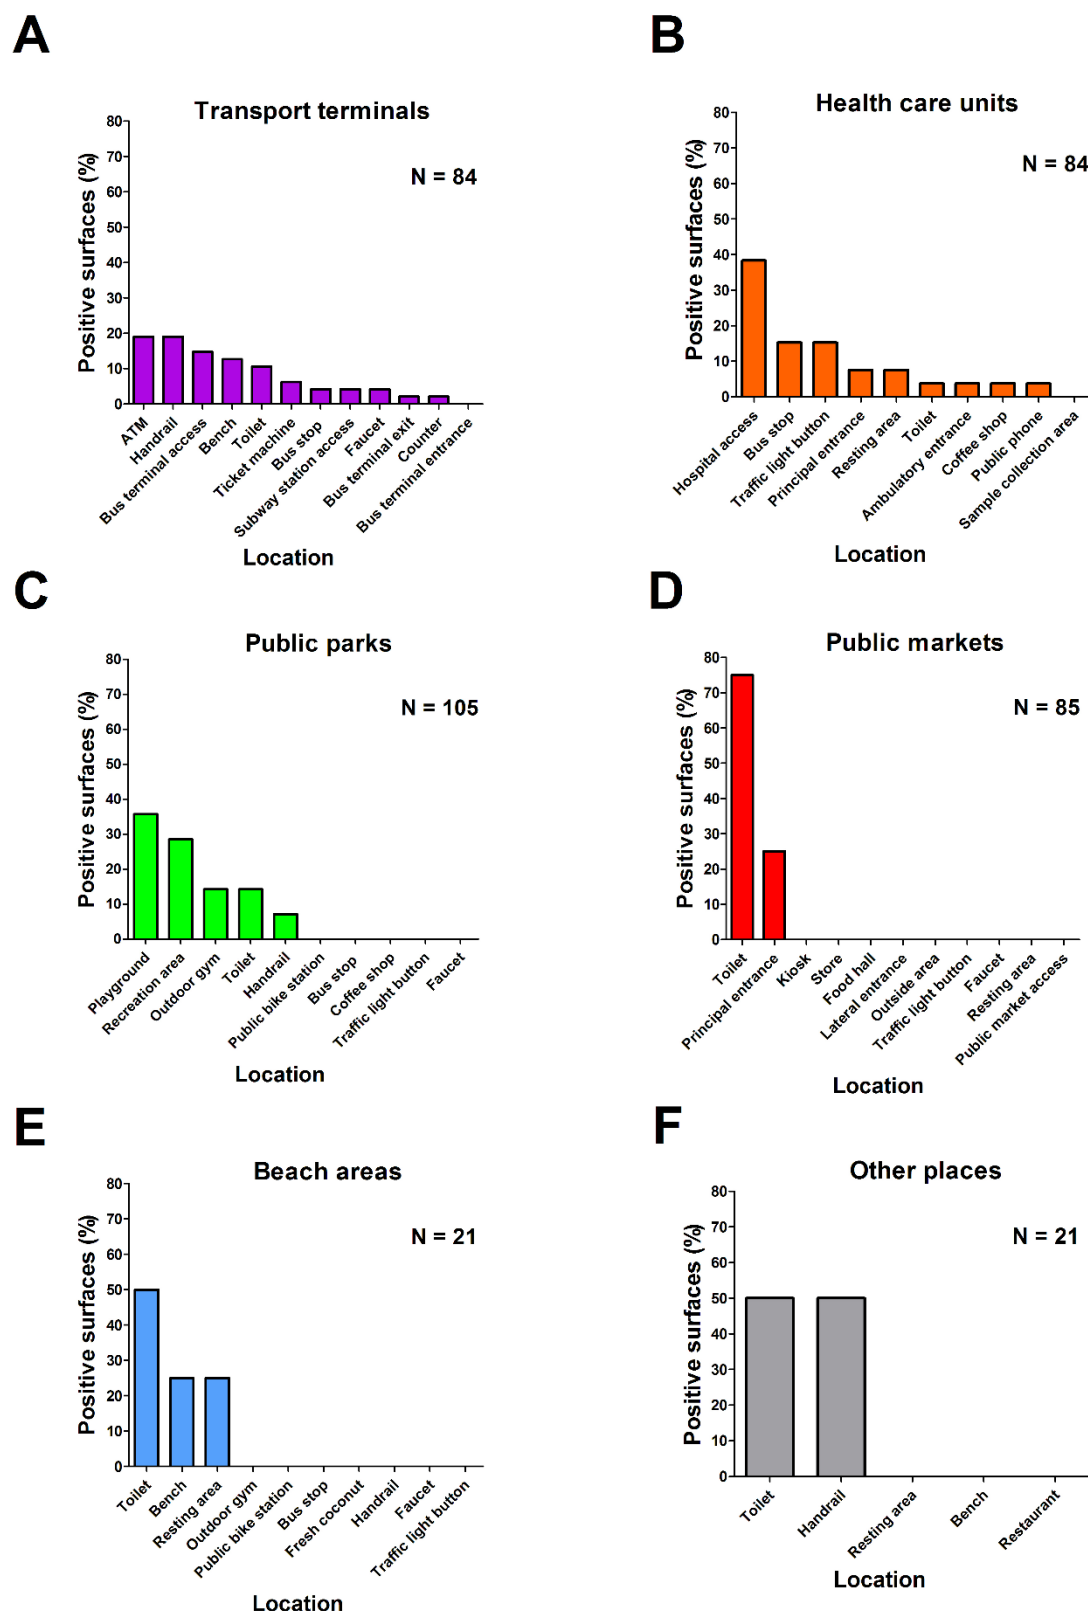 A
Transport terminals
N = 84
Positive surfaces (%)
80
70
60
50
40
30
20
10
0
ATM
Handrail
Bus terminal access
Bench
Toilet
Ticket machine
Bus stop
Subway station access
Faucet
Bus terminal exit
Counter
Bus terminal entrance
Location
B
Health care units
N = 84
Positive surfaces (%)
80
70
60
50
40
30
20
10
0
Hospital access
Bus stop
Traffic light button
Principal entrance
Resting area
Toilet
Ambulatory entrance
Coffee shop
Public phone
Sample collection area
Location
C
Public parks
N = 105
Positive surfaces (%)
80
70
60
50
40
30
20
10
0
Playground
Recreation area
Outdoor gym
Toilet
Handrail
Public bike station
Bus stop
Coffee shop
Traffic light button
Faucet
Location
D
Public markets
N = 85
Positive surfaces (%)
80
70
60
50
40
30
20
10
0
Toilet
Principal entrance
Kiosk
Store
Food hall
Lateral entrance
Outside area
Traffic light button
Faucet
Resting area
Public market access
Location
E
Beach areas
N = 21
Positive surfaces (%)
80
70
60
50
40
30
20
10
0
Toilet
Bench
Resting area
Outdoor gym
Public bike station
Bus stop
Fresh coconut
Handrail
Faucet
Traffic light button
Location
F
Other places
N = 21
Positive surfaces (%)
80
70
60
50
40
30
20
10
0
Toilet
Handrail
Resting area
Bench
Restaurant
Location